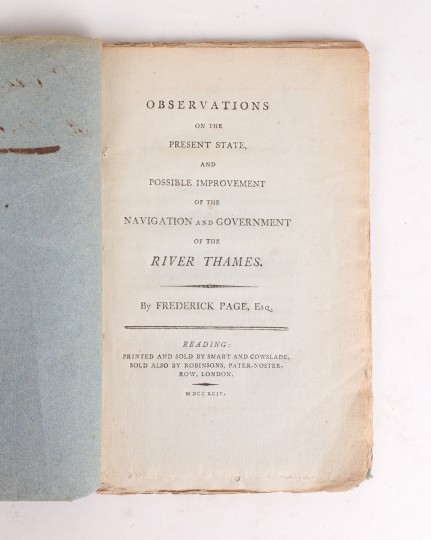 OBSERVATIONS
ON THE
PRESENT STATE,
AND
POSSIBLE IMPROVEMENT
OF THE
NAVIGATION AND GOVERNMENT
OF THE
RIVER THAMES.
By FREDERICK PAGE, Esq.
READING:
PRINTED AND SOLD BY SMART AND COWSLADE,
SOLD ALSO BY ROBINSONS, PATER-NOSTER-
ROW, LONDON.
MDCCXCIV.